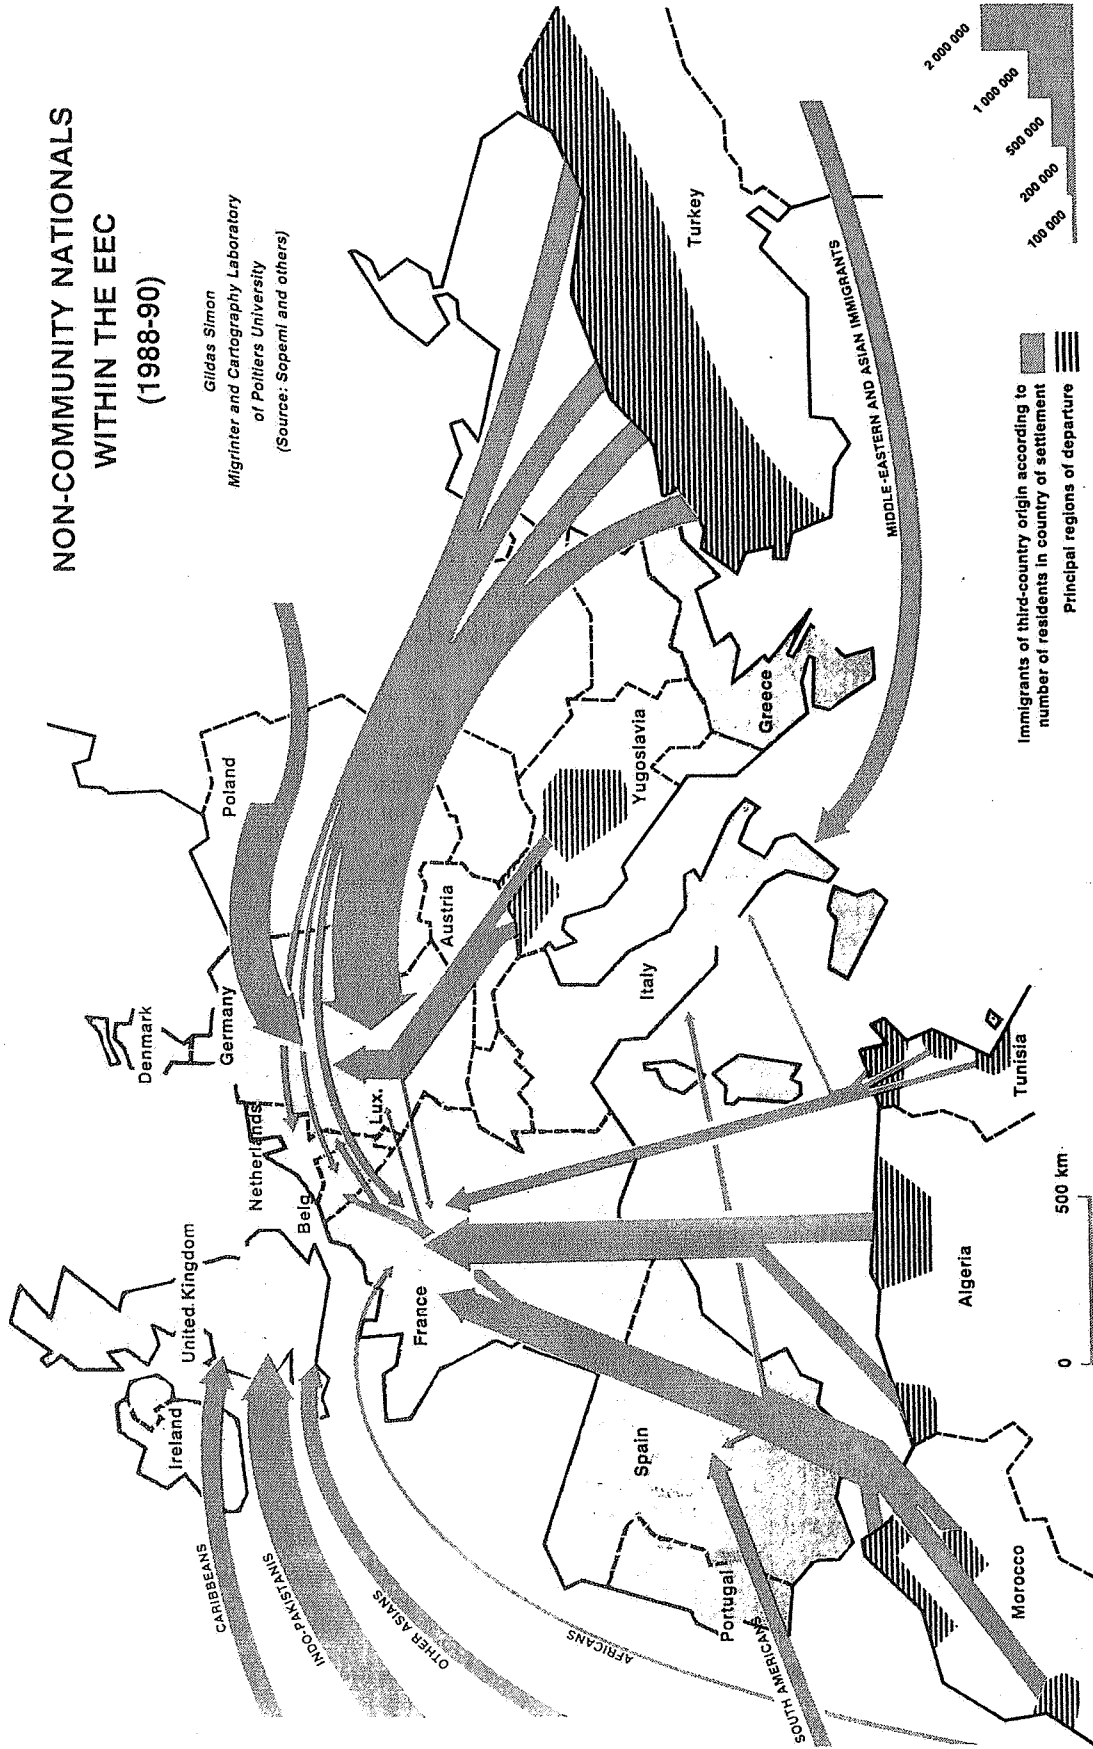 NON-COMMUNITY NATIONALS
WITHIN THE EEC
(1988-90)
Gildas Simon
Migrinter and Cartography Laboratory
of Poitiers University
(Source: Sopemi and others)
Ireland
United Kingdom
Denmark
Netherlands
Belg.
Lux.
Germany
Poland
France
Austria
Yugoslavia
Italy
Greece
Turkey
Spain
Portugal
Morocco
Algeria
Tunisia
CARIBBEANS
INDO-PAKISTANIS
OTHER ASIANS
AFRICANS
SOUTH AMERICANS
MIDDLE-EASTERN AND ASIAN IMMIGRANTS
0
500 km
Immigrants of third-country origin according to
number of residents in country of settlement
Principal regions of departure
100 000
200 000
500 000
1 000 000
2 000 000